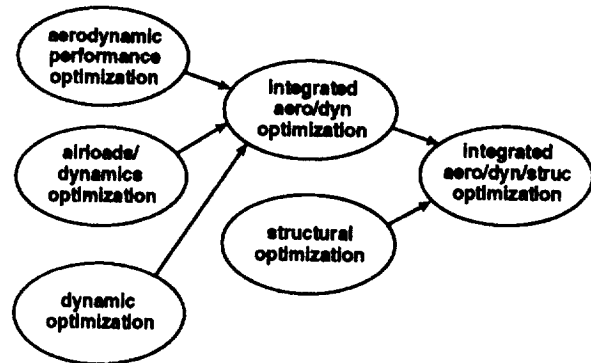 aerodynamic
performance
optimization
integrated
aero/dyn
optimization
airloads/
dynamics
optimization
integrated
aero/dyn/struc
optimization
structural
optimization
dynamic
optimization